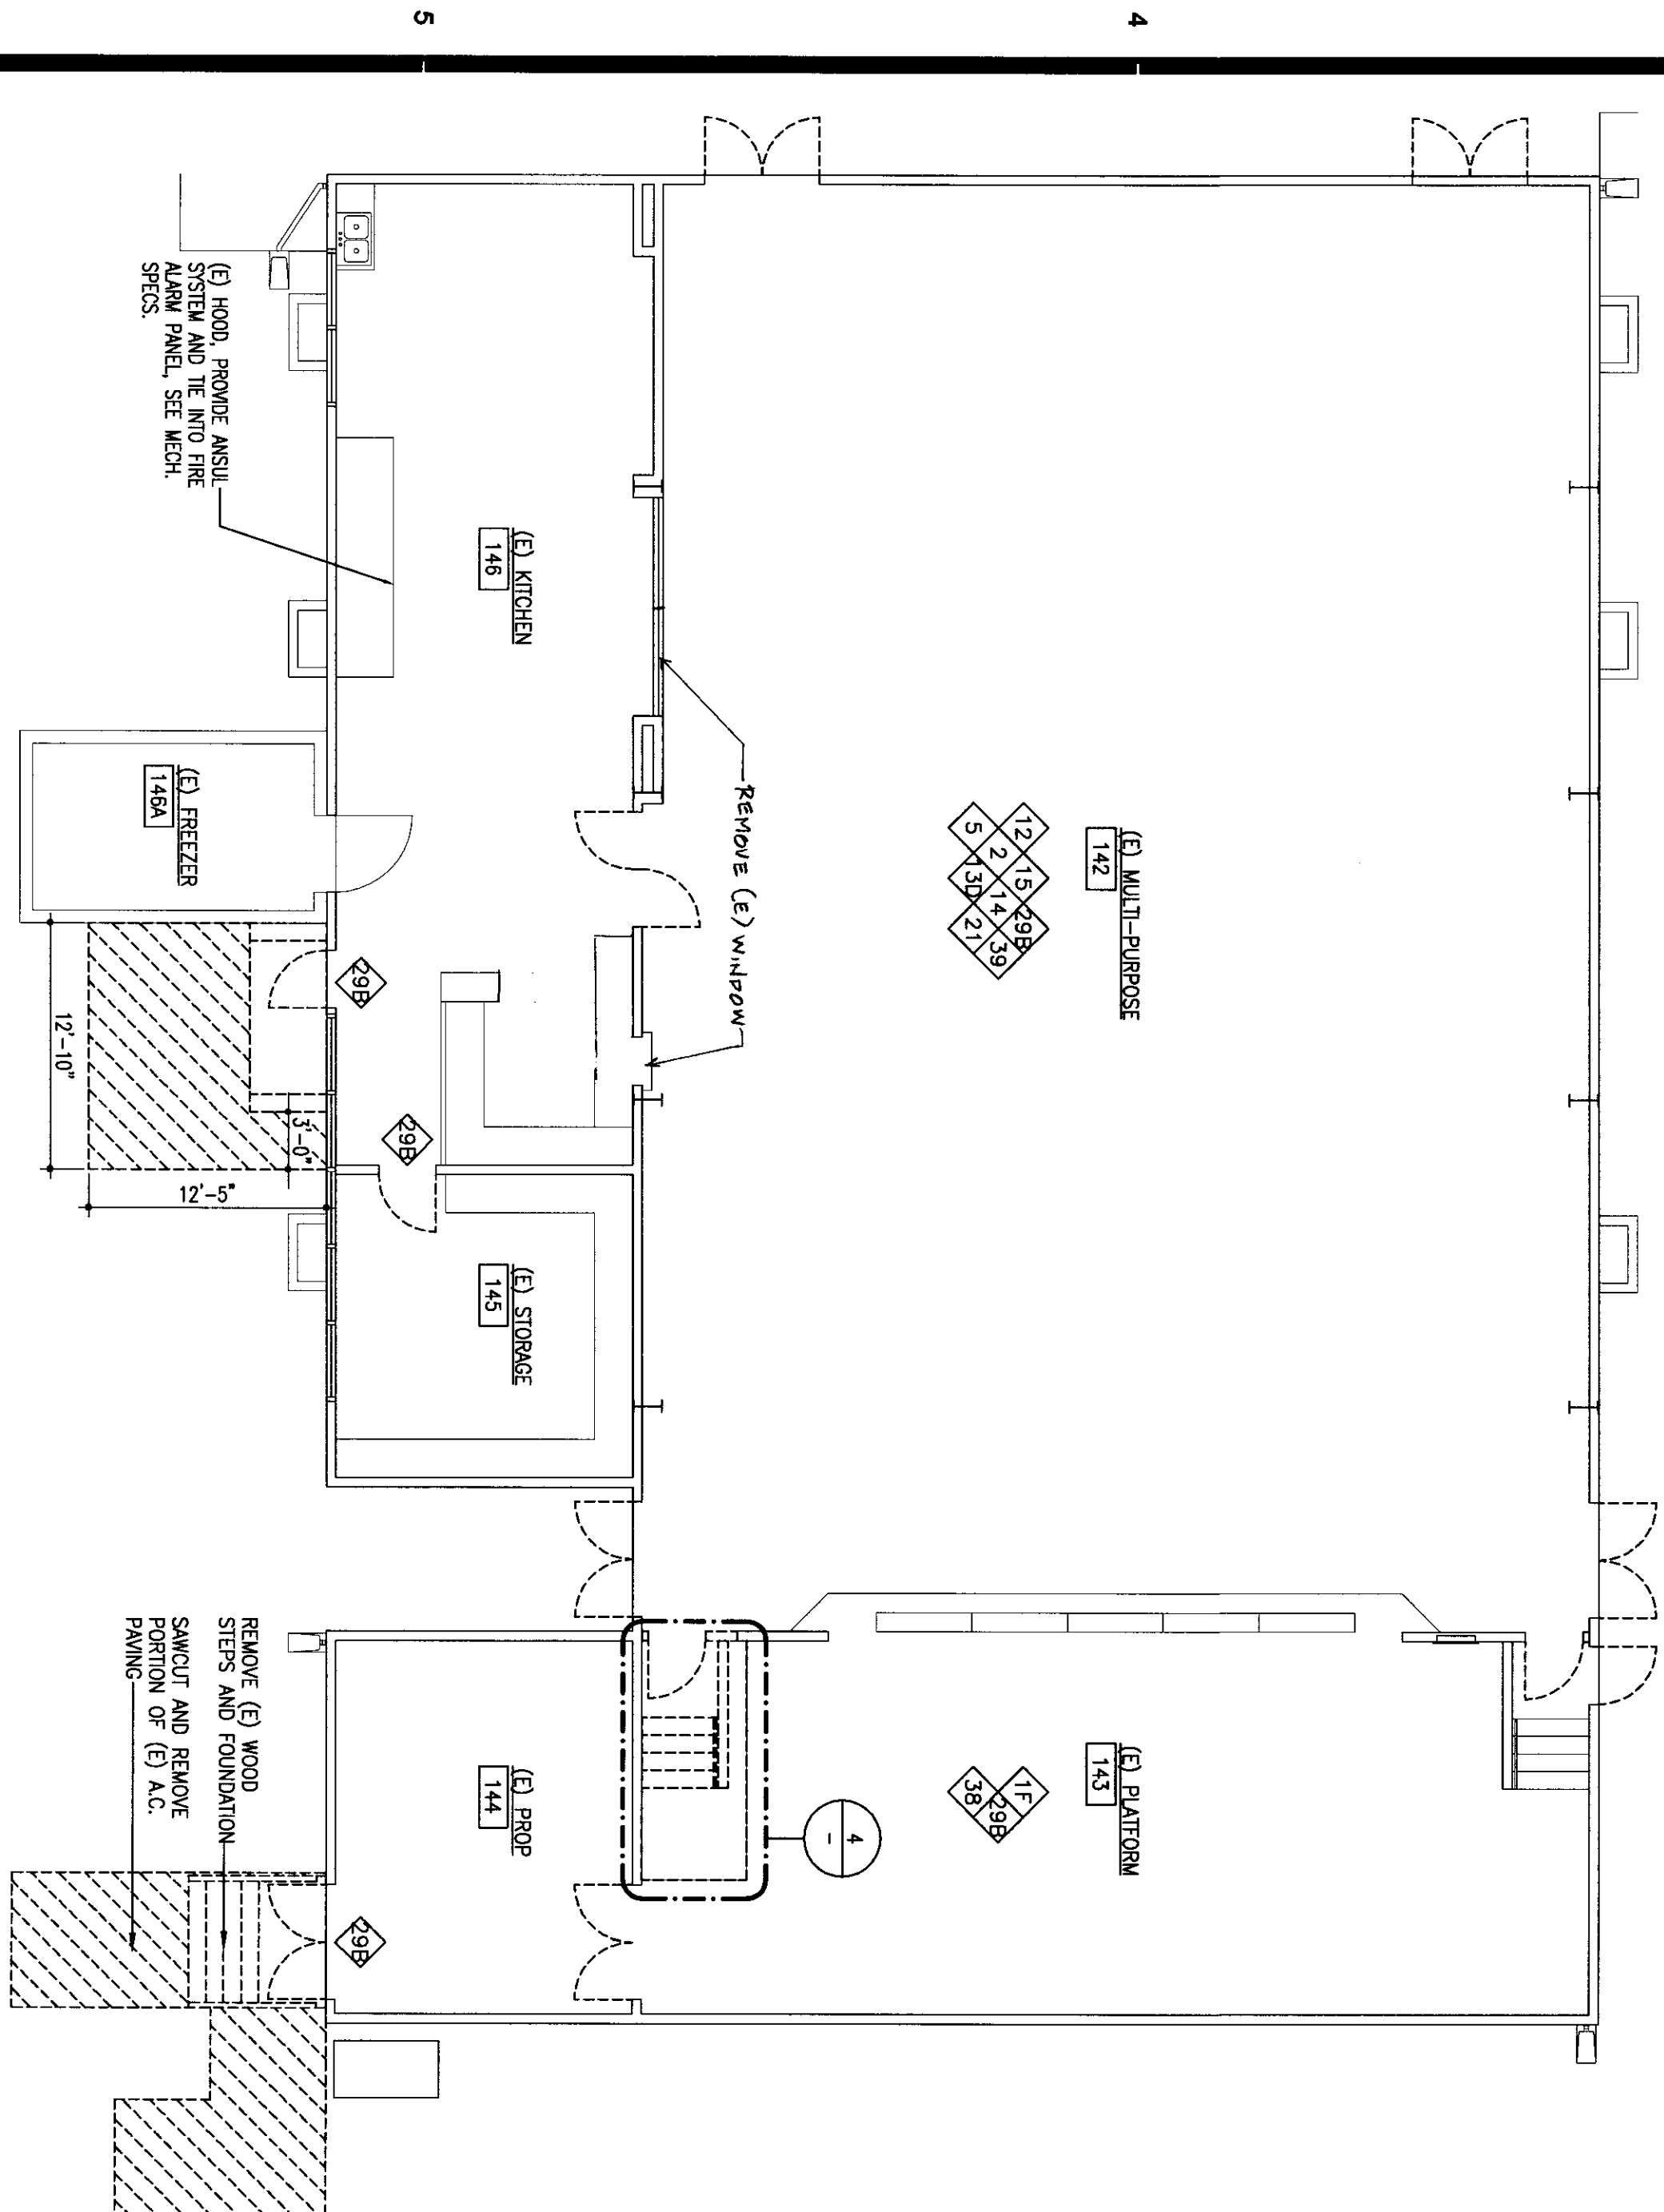 5
4
(E) HOOD, PROVIDE ANSUL
SYSTEM AND TIE INTO FIRE
ALARM PANEL, SEE MECH.
SPECS.
(E) KITCHEN
146
REMOVE (E) WINDOW
(E) MULTI-PURPOSE
142
12
15
29B
2
14
39
5
13D
21
(E) FREEZER
146A
29B
12'-10"
3'-0"
12'-5"
29B
(E) STORAGE
145
REMOVE (E) WOOD
STEPS AND FOUNDATION
SAWCUT AND REMOVE
PORTION OF (E) A.C.
PAVING
(E) PROP
144
29B
4
-
(E) PLATFORM
143
1F
29B
38